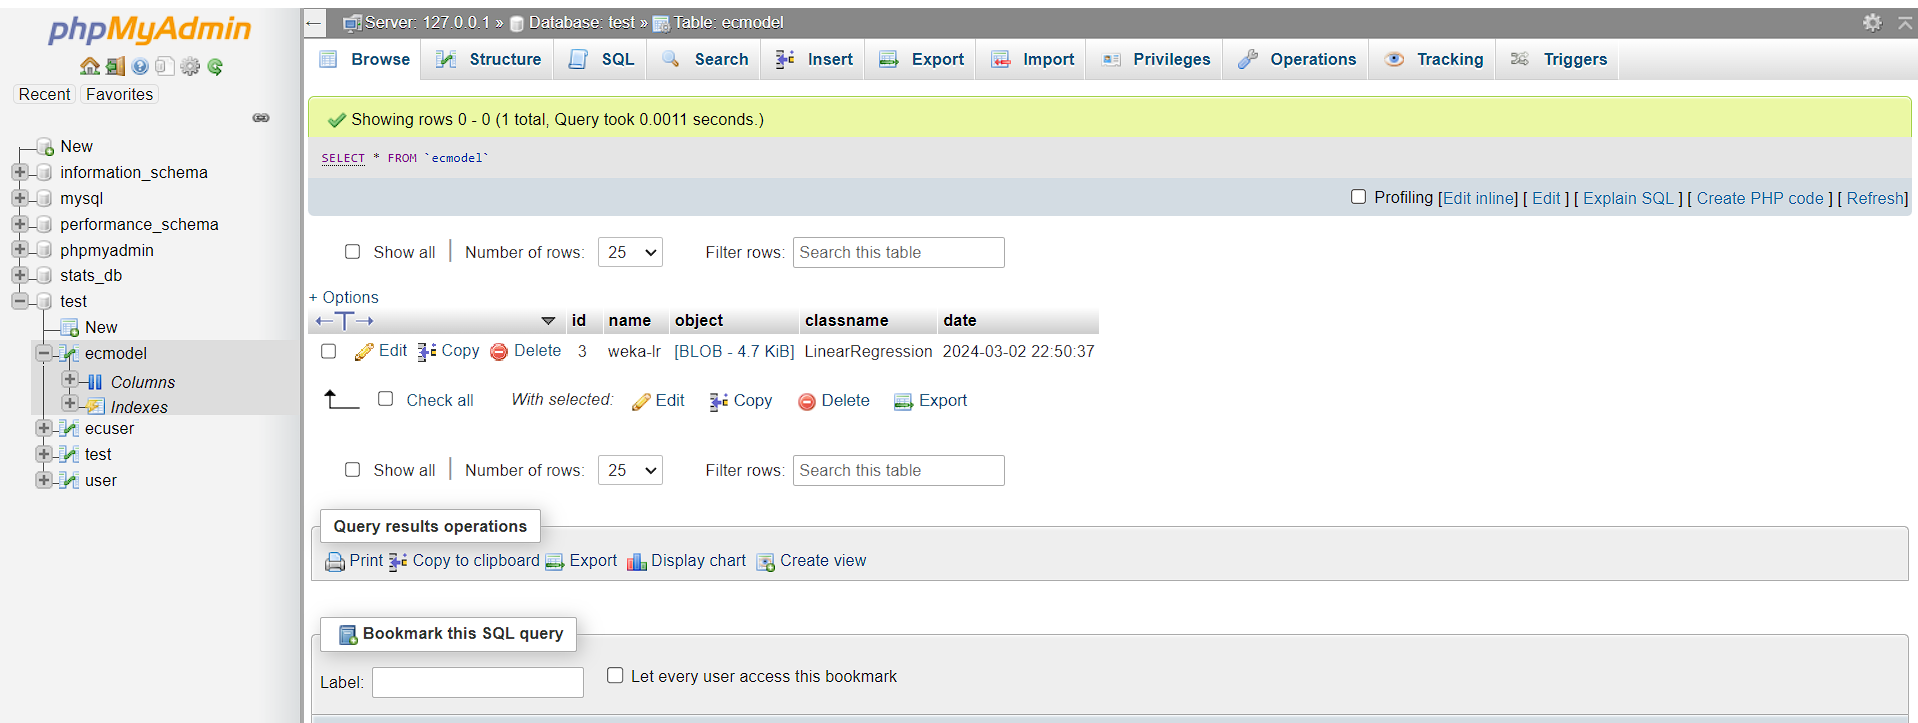 phpMyAdmin
Recent Favorites
New
information_schema
mysql
performance_schema
phpmyadmin
stats_db
test
New
ecmodel
Columns
Indexes
ecuser
test
user
Server: 127.0.0.1 » Database: test » Table: ecmodel
Browse Structure SQL Search Insert Export Import Privileges Operations Tracking Triggers
Showing rows 0 - 0 (1 total, Query took 0.0011 seconds.)
SELECT * FROM `ecmodel`
Profiling [Edit inline] [ Edit ] [ Explain SQL ] [ Create PHP code ] [ Refresh]
Show all | Number of rows: 25 Filter rows: Search this table
+ Options
←T→ id name object classname date
Edit Copy Delete 3 weka-lr [BLOB - 4.7 KiB] LinearRegression 2024-03-02 22:50:37
Check all With selected: Edit Copy Delete Export
Show all | Number of rows: 25 Filter rows: Search this table
Query results operations
Print Copy to clipboard Export Display chart Create view
Bookmark this SQL query
Label: Let every user access this bookmark